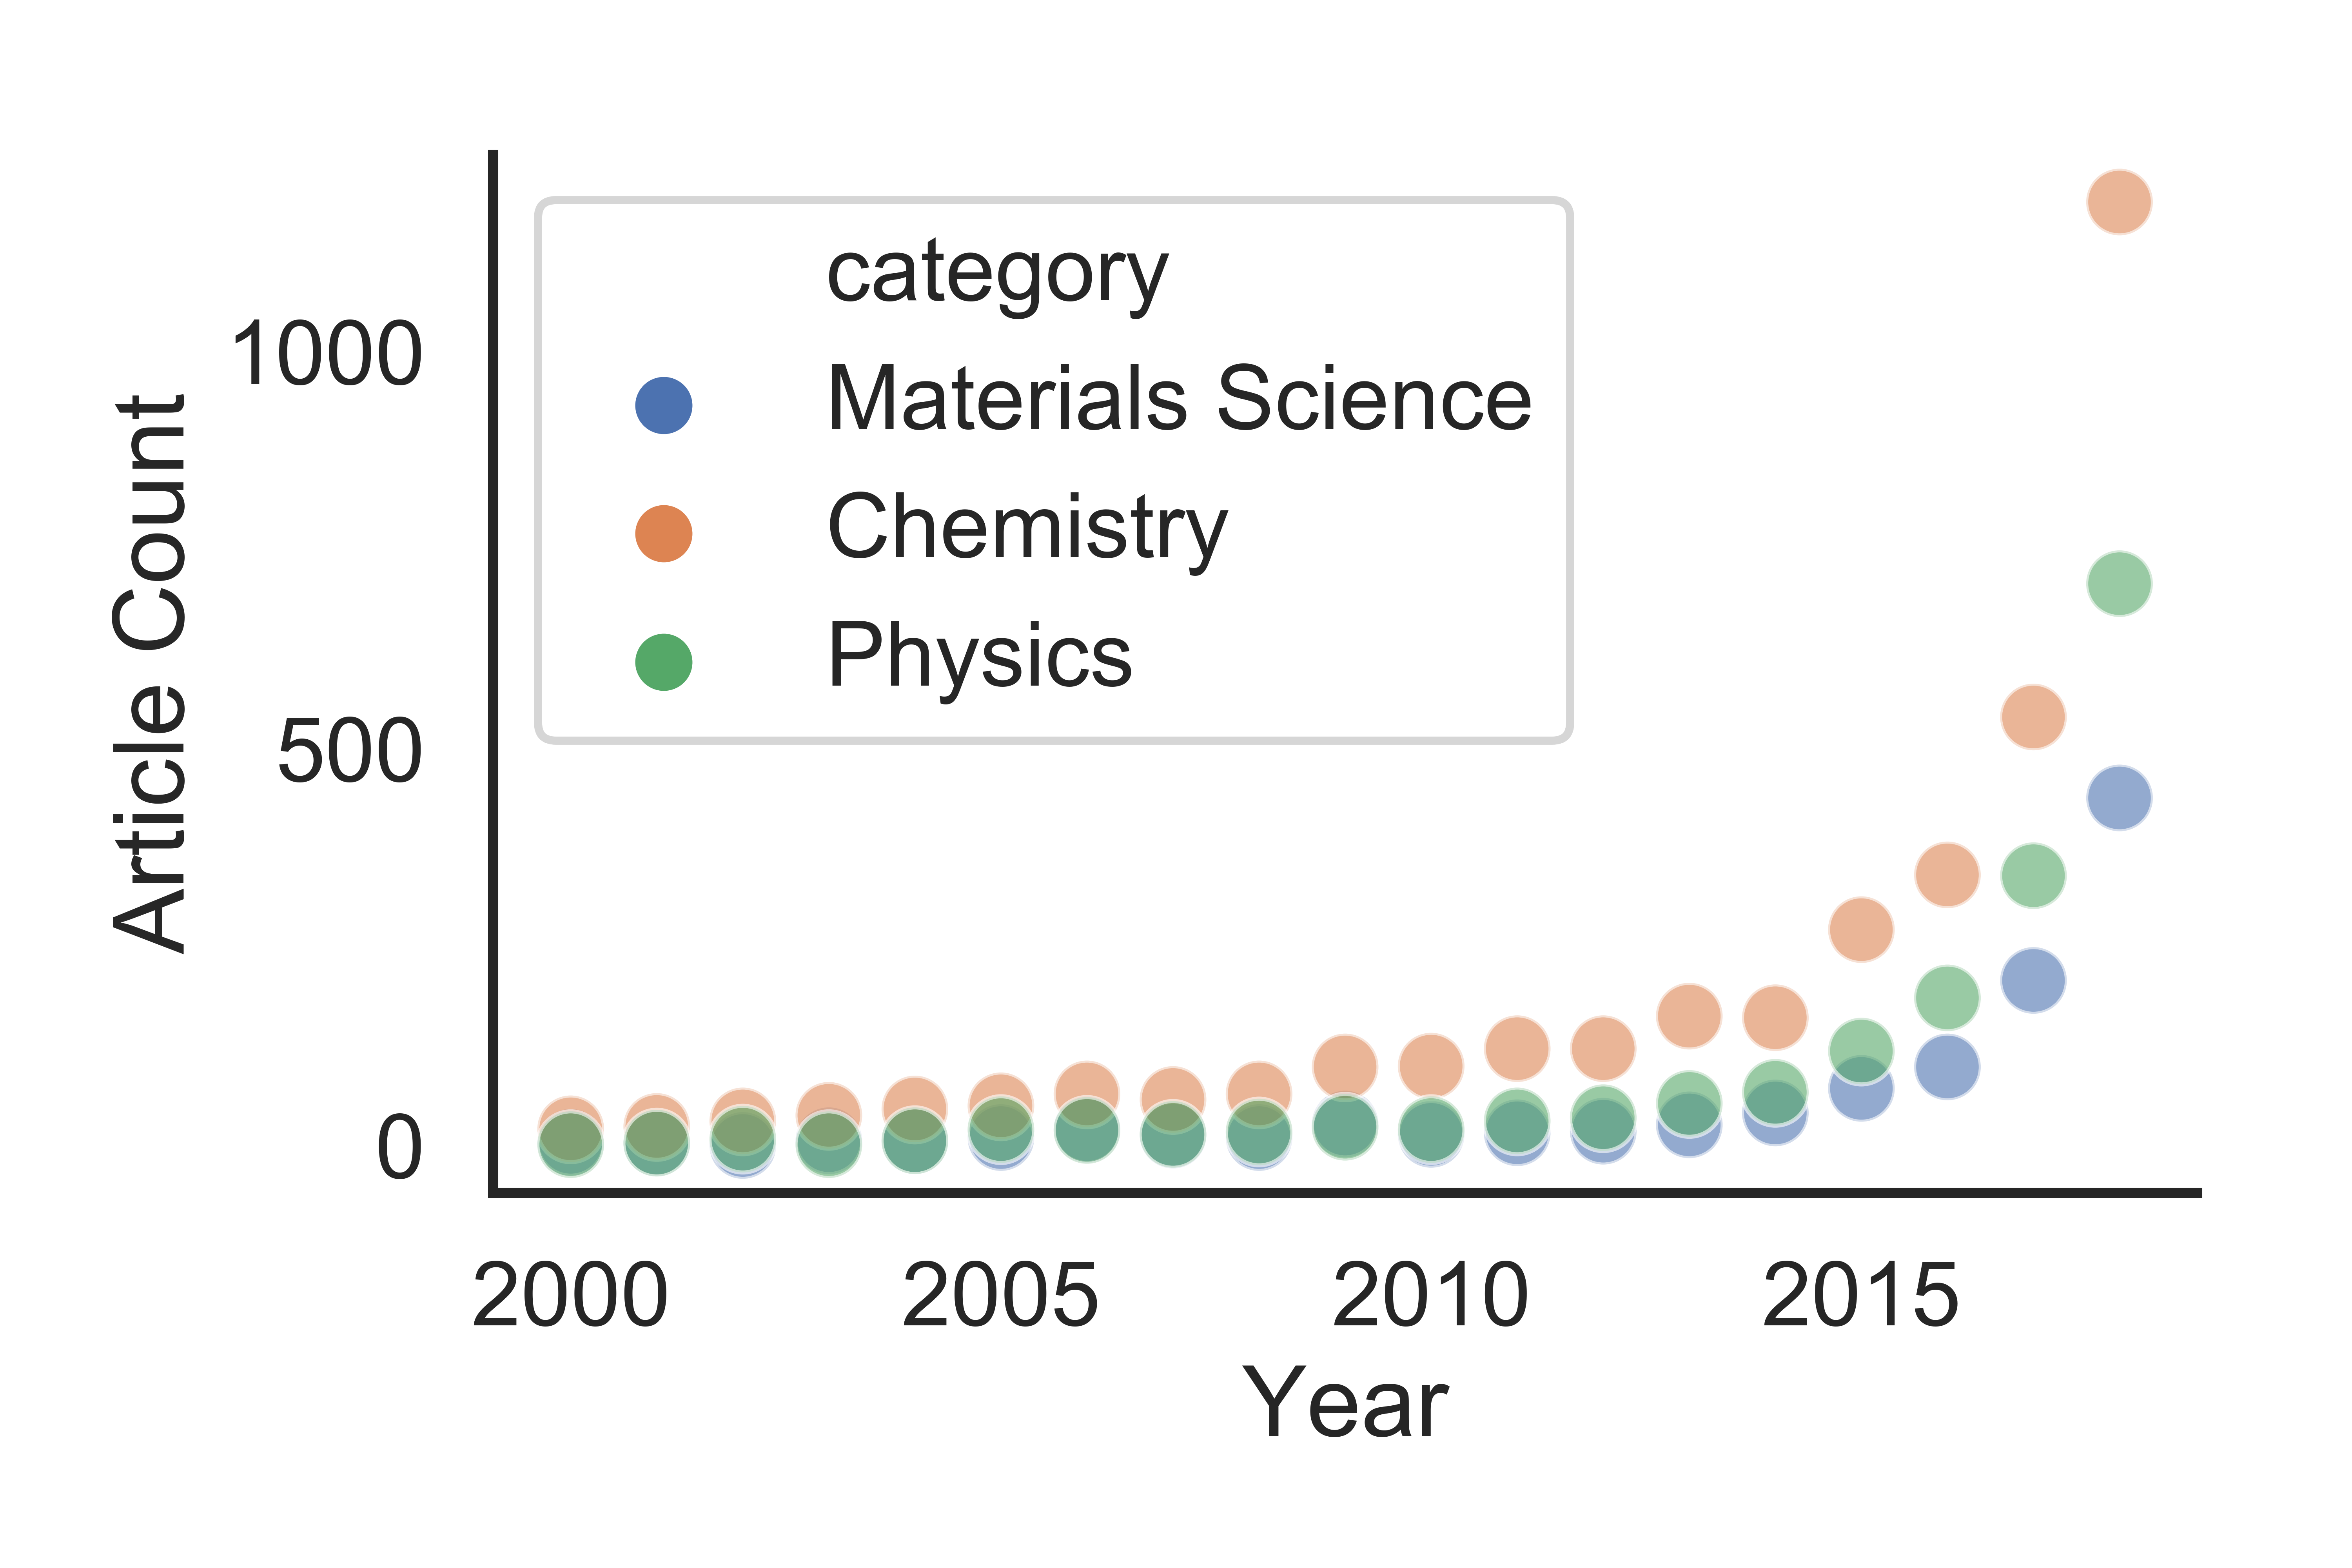 category
Materials Science
Chemistry
Physics
Article Count
1000
500
0
2000 2005 2010 2015
Year